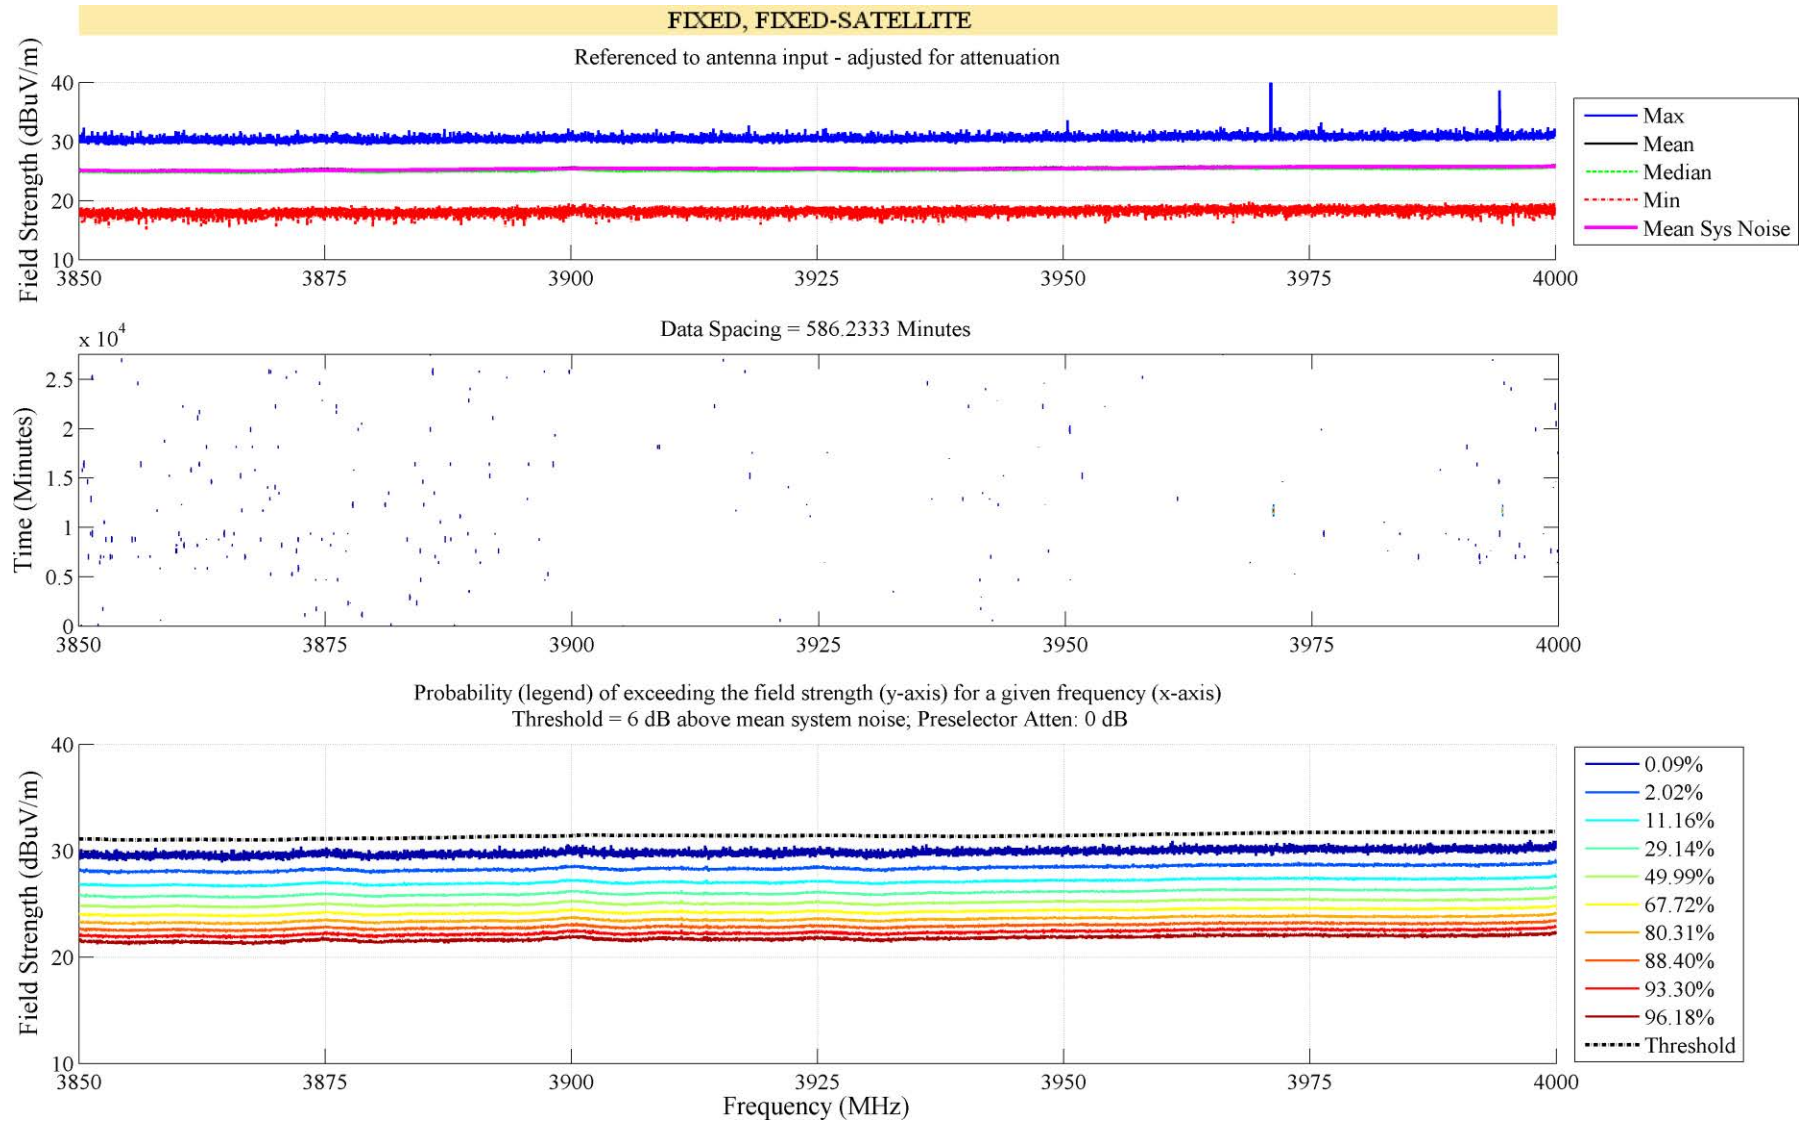 FIXED, FIXED-SATELLITE
Referenced to antenna input - adjusted for attenuation
Field Strength (dBuV/m)
40
30
20
10
3850 3875 3900 3925 3950 3975 4000
Max
Mean
Median
Min
Mean Sys Noise
Data Spacing = 586.2333 Minutes
x 10^4
Time (Minutes)
2.5
2
1.5
1
0.5
0
3850 3875 3900 3925 3950 3975 4000
Probability (legend) of exceeding the field strength (y-axis) for a given frequency (x-axis)
Threshold = 6 dB above mean system noise; Preselector Atten: 0 dB
Field Strength (dBuV/m)
40
30
20
10
3850 3875 3900 3925 3950 3975 4000
Frequency (MHz)
0.09%
2.02%
11.16%
29.14%
49.99%
67.72%
80.31%
88.40%
93.30%
96.18%
Threshold